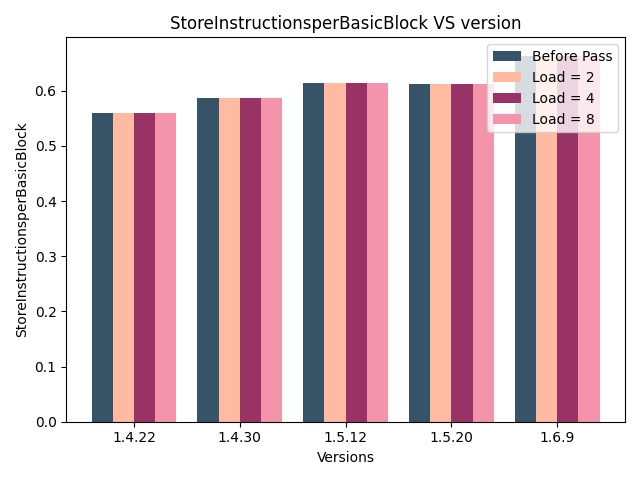 StoreInstructionsperBasicBlock VS version
StoreInstructionsperBasicBlock
0.6
0.5
0.4
0.3
0.2
0.1
0.0
Before Pass
Load = 2
Load = 4
Load = 8
1.4.22 1.4.30 1.5.12 1.5.20 1.6.9
Versions